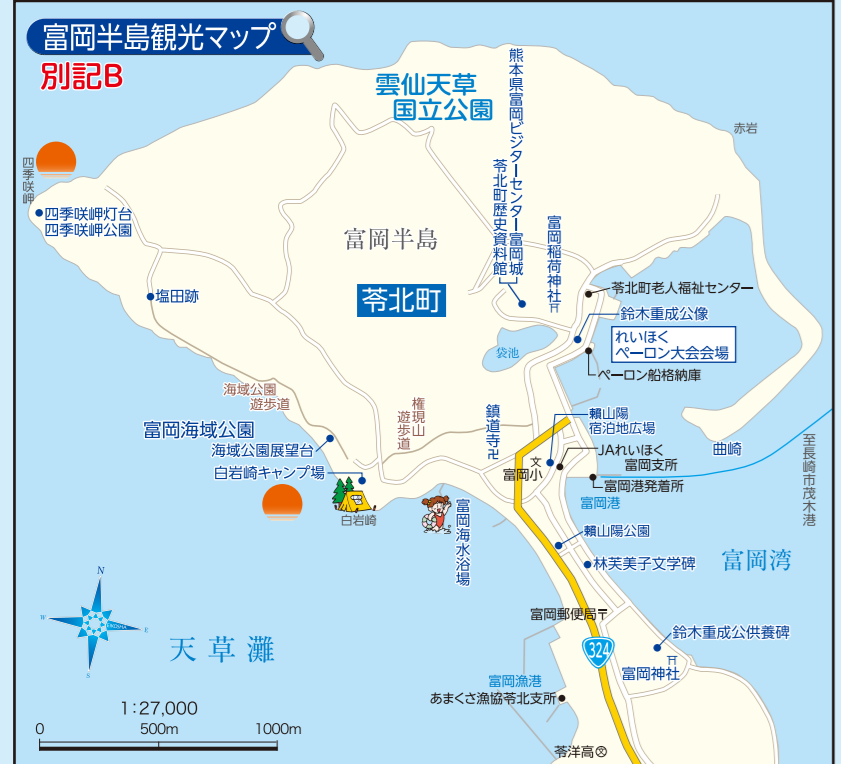 富岡半島観光マップ
別記B
雲仙天草
国立公園
熊本県富岡ビジターセンター「富岡城」
苓北町歴史資料館
赤岩
四季咲岬
四季咲岬灯台
四季咲岬公園
富岡半島
富岡稲荷神社
塩田跡
苓北町
苓北町老人福祉センター
鈴木重成公像
れいほく
ペーロン大会会場
袋池
ペーロン船格納庫
海域公園
遊歩道
権現山
遊歩道
鎮道寺卍
頼山陽
宿泊地広場
富岡海域公園
海域公園展望台
曲崎
至長崎市茂木港
JAれいほく
富岡支所
白岩崎キャンプ場
文
富岡小
富岡港発着所
富岡港
白岩崎
富岡海水浴場
頼山陽公園
富岡湾
林芙美子文学碑
N
W
E
S
富岡郵便局〒
天草灘
324
鈴木重成公供養碑
富岡神社
富岡漁港
あまくさ漁協苓北支所
1:27,000
0 500m 1000m
苓洋高